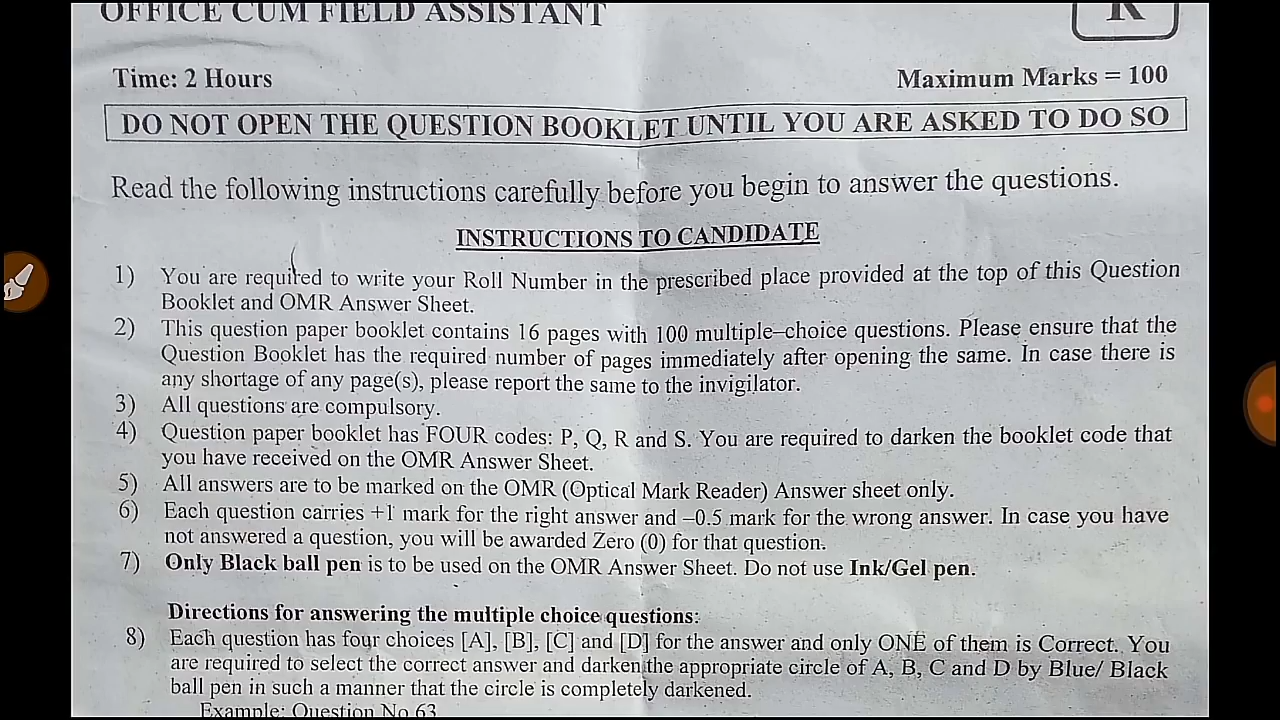 OFFICE CUM FIELD ASSISTANT
R
Time: 2 Hours
Maximum Marks = 100
DO NOT OPEN THE QUESTION BOOKLET UNTIL YOU ARE ASKED TO DO SO
Read the following instructions carefully before you begin to answer the questions.
INSTRUCTIONS TO CANDIDATE
1) You are required to write your Roll Number in the prescribed place provided at the top of this Question
Booklet and OMR Answer Sheet.
2) This question paper booklet contains 16 pages with 100 multiple–choice questions. Please ensure that the
Question Booklet has the required number of pages immediately after opening the same. In case there is
any shortage of any page(s), please report the same to the invigilator.
3) All questions are compulsory.
4) Question paper booklet has FOUR codes: P, Q, R and S. You are required to darken the booklet code that
you have received on the OMR Answer Sheet.
5) All answers are to be marked on the OMR (Optical Mark Reader) Answer sheet only.
6) Each question carries +1 mark for the right answer and –0.5 mark for the wrong answer. In case you have
not answered a question, you will be awarded Zero (0) for that question.
7) Only Black ball pen is to be used on the OMR Answer Sheet. Do not use Ink/Gel pen.
Directions for answering the multiple choice questions:
8) Each question has four choices [A], [B], [C] and [D] for the answer and only ONE of them is Correct. You
are required to select the correct answer and darken the appropriate circle of A, B, C and D by Blue/ Black
ball pen in such a manner that the circle is completely darkened.
Example: Question No 63